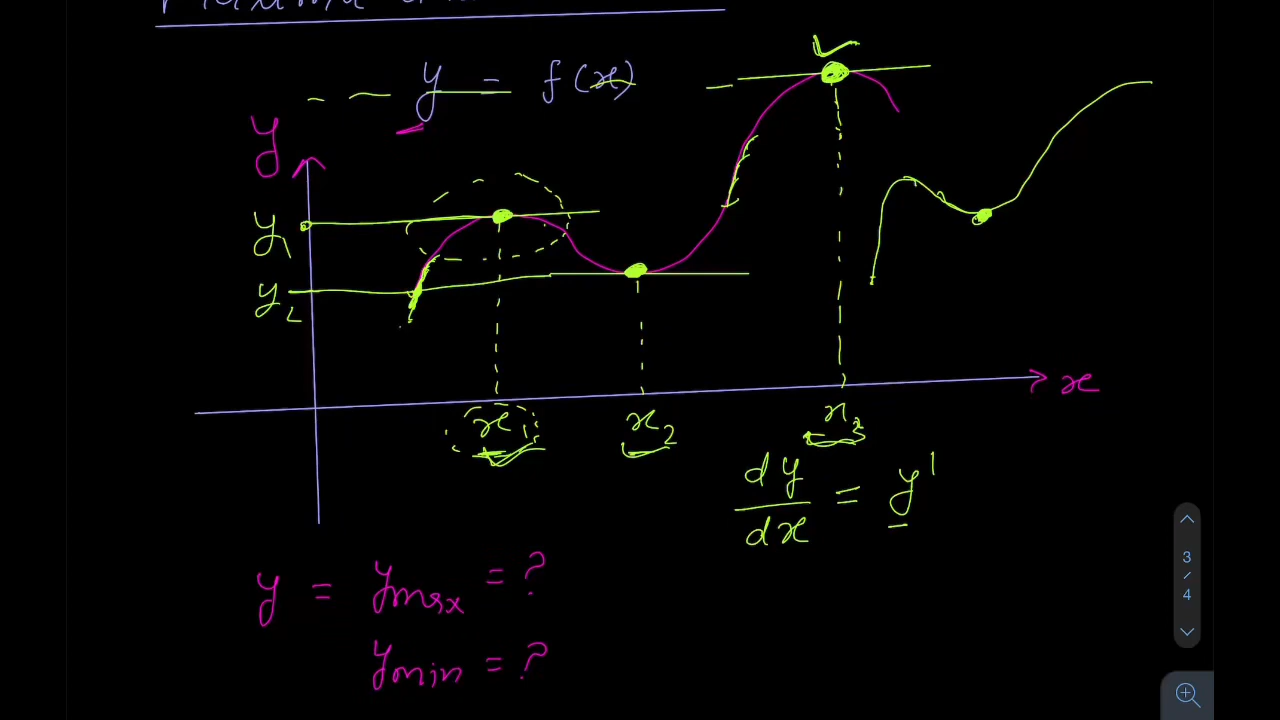 y = f(x)
y
y₁
y₂
x
x₁
x₂
x₃
dy/dx = y'
y = ymax = ?
ymin = ?
3
/
4